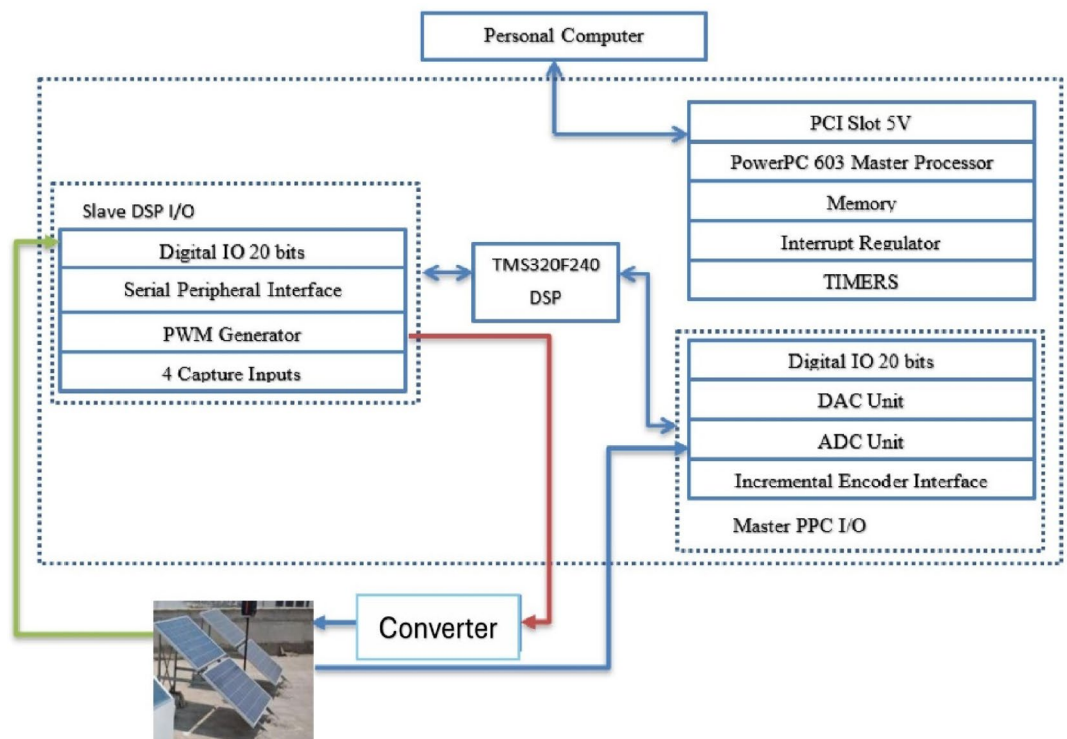 Personal Computer
PCI Slot 5V
PowerPC 603 Master Processor
Memory
Interrupt Regulator
TIMERS
Slave DSP I/O
Digital IO 20 bits
Serial Peripheral Interface
PWM Generator
4 Capture Inputs
TMS320F240
DSP
Digital IO 20 bits
DAC Unit
ADC Unit
Incremental Encoder Interface
Master PPC I/O
Converter